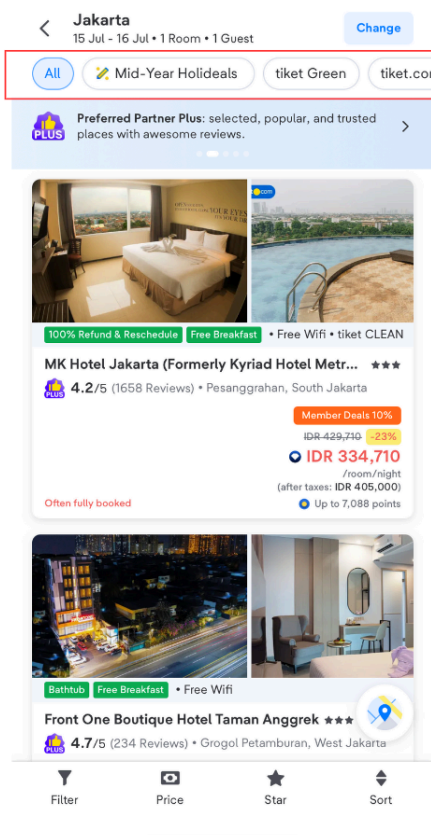 Jakarta
15 Jul - 16 Jul • 1 Room • 1 Guest
Change
All
Mid-Year Holideals
tiket Green
tiket.co
PLUS
Preferred Partner Plus: selected, popular, and trusted
places with awesome reviews.
100% Refund & Reschedule
Free Breakfast
• Free Wifi • tiket CLEAN
MK Hotel Jakarta (Formerly Kyriad Hotel Metr...
PLUS
4.2/5 (1658 Reviews) • Pesanggrahan, South Jakarta
Member Deals 10%
IDR 429,710 -23%
IDR 334,710
/room/night
(after taxes: IDR 405,000)
Often fully booked
Up to 7,088 points
Bathtub
Free Breakfast
• Free Wifi
Front One Boutique Hotel Taman Anggrek
PLUS
4.7/5 (234 Reviews) • Grogol Petamburan, West Jakarta
Filter
Price
Star
Sort